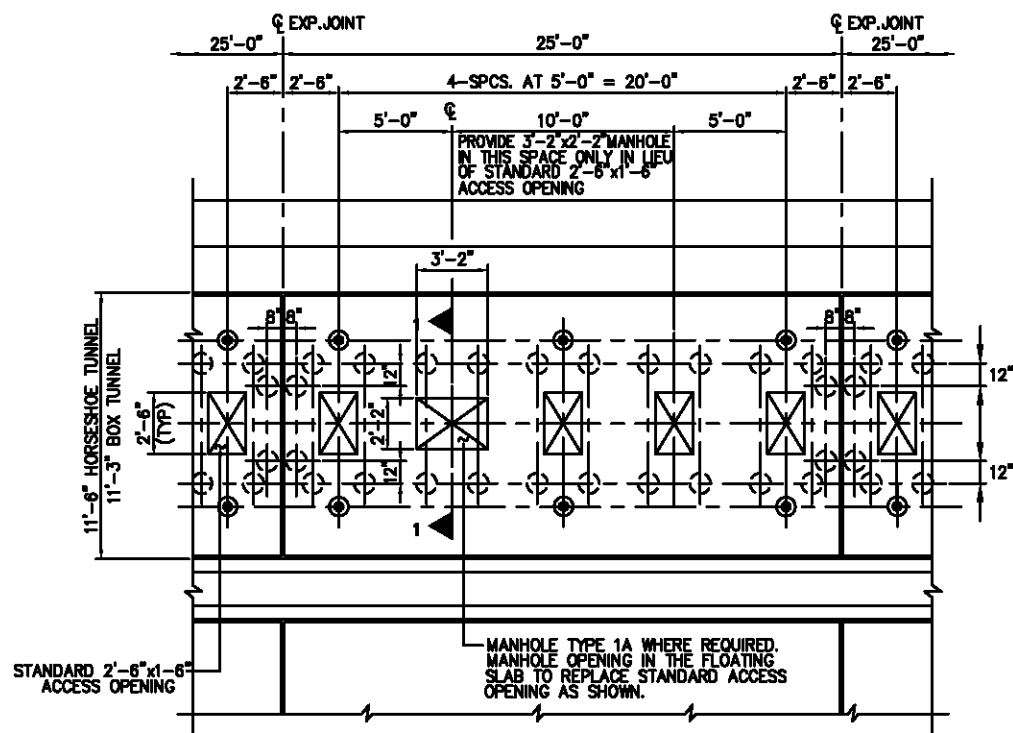 ℄ EXP.JOINT
℄ EXP.JOINT
25'-0"
25'-0"
25'-0"
2'-6"
2'-6"
4-SPCS. AT 5'-0" = 20'-0"
2'-6"
2'-6"
℄
5'-0"
10'-0"
5'-0"
PROVIDE 3'-2"x2'-2"MANHOLE
IN THIS SPACE ONLY IN LIEU
OF STANDARD 2'-6"x1'-6"
ACCESS OPENING
3'-2"
8"
8"
1
8"
8"
12"
12"
11'-6" HORSESHOE TUNNEL
11'-3" BOX TUNNEL
2'-6"
(TYP)
2'-2"
12"
12"
1
MANHOLE TYPE 1A WHERE REQUIRED.
MANHOLE OPENING IN THE FLOATING
SLAB TO REPLACE STANDARD ACCESS
OPENING AS SHOWN.
STANDARD 2'-6"x1-6"
ACCESS OPENING